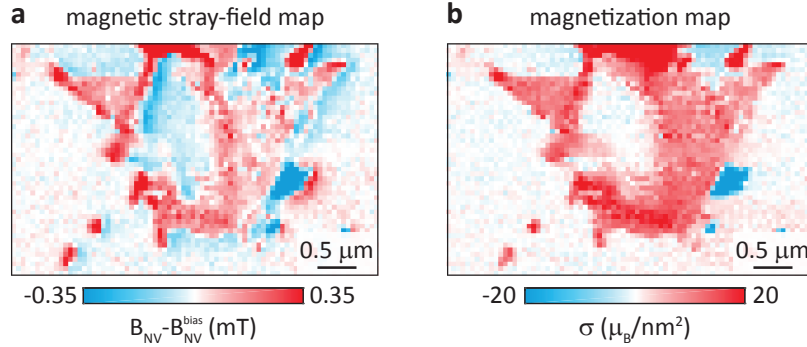 a magnetic stray-field map
0.5 μm
-0.35 0.35
B_NV-B_NV^bias (mT)
b magnetization map
0.5 μm
-20 20
σ (μ_B/nm²)